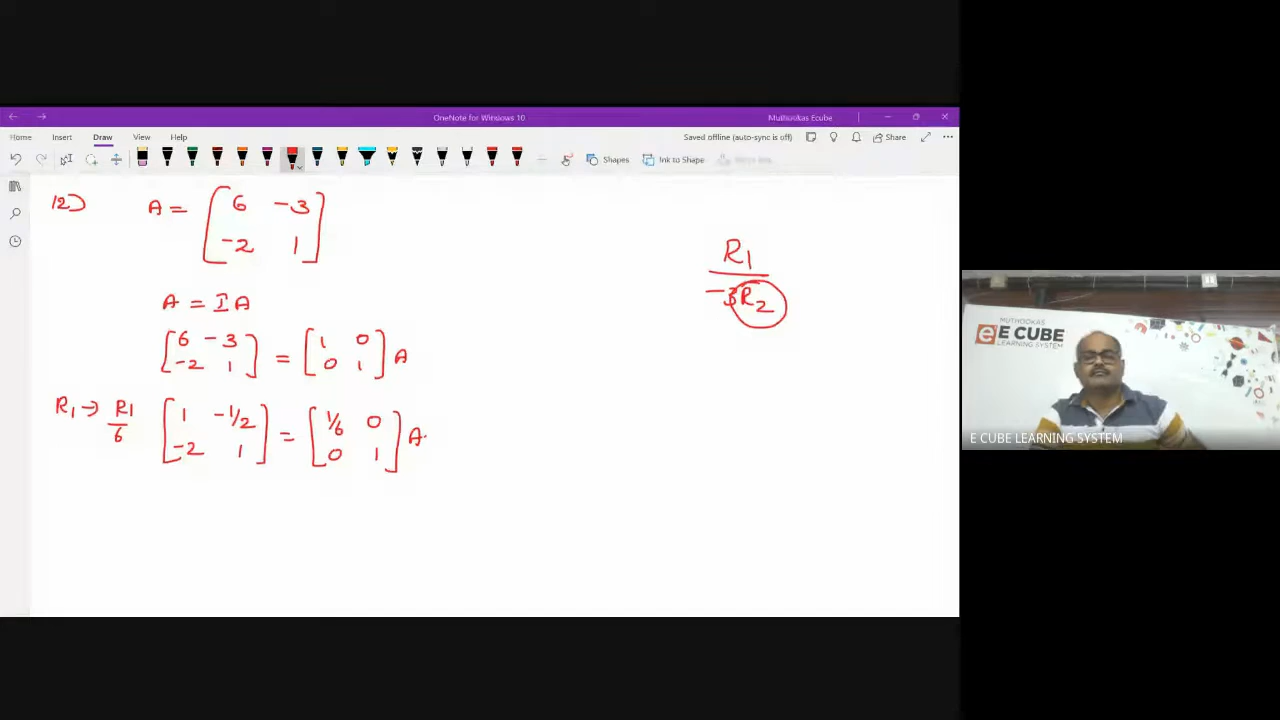 OneNote for Windows 10
Muthookas Ecube
Home Insert Draw View Help
Saved offline (auto-sync is off)
Share
Shapes
Ink to Shape
12) A = [6 -3
-2 1]
R1
-3R2
A = IA
[6 -3 = [1 0 A
-2 1] 0 1]
R1 → R1/6 [1 -1/2 = [1/6 0 A
-2 1] 0 1]
MUTHOOKAS
e E CUBE
LEARNING SYSTEM
E CUBE LEARNING SYSTEM